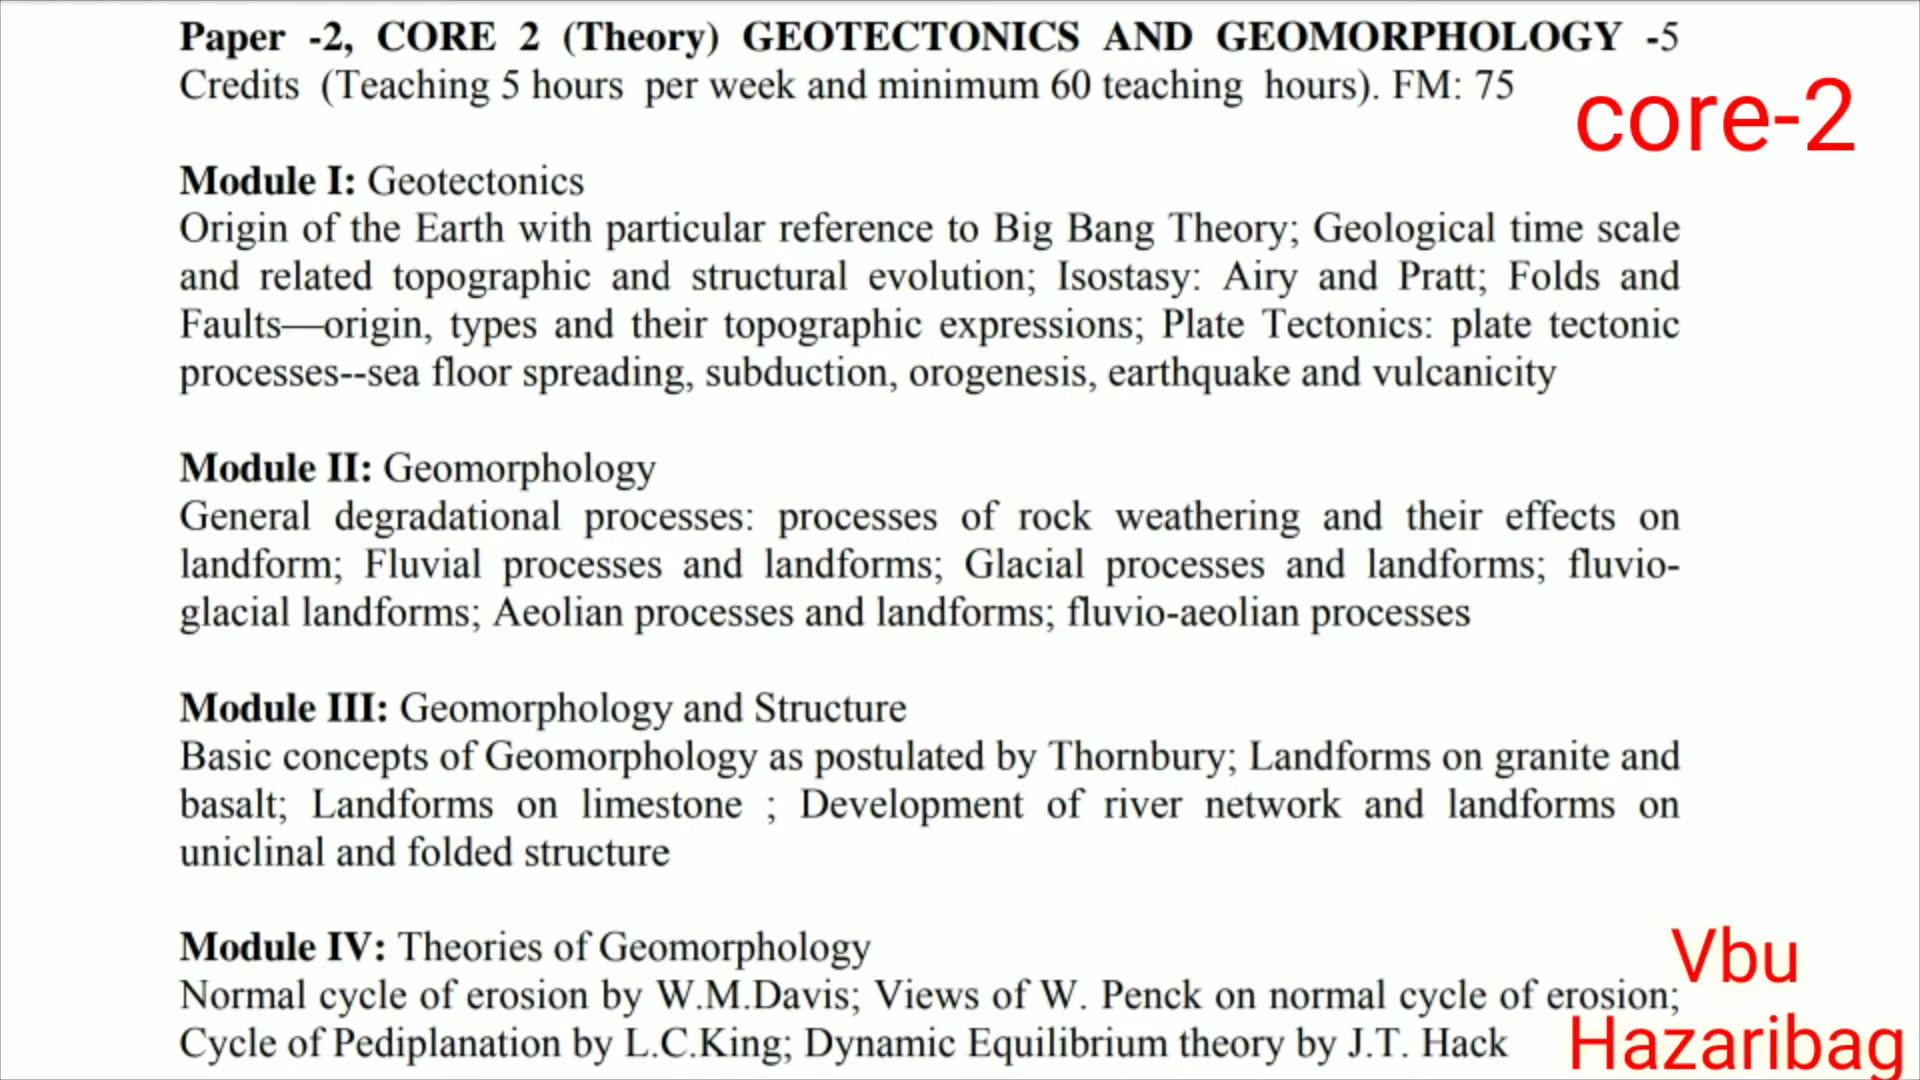 Paper -2, CORE 2 (Theory) GEOTECTONICS AND GEOMORPHOLOGY -5
Credits (Teaching 5 hours per week and minimum 60 teaching hours). FM: 75
core-2
Module I: Geotectonics
Origin of the Earth with particular reference to Big Bang Theory; Geological time scale
and related topographic and structural evolution; Isostasy: Airy and Pratt; Folds and
Faults—origin, types and their topographic expressions; Plate Tectonics: plate tectonic
processes--sea floor spreading, subduction, orogenesis, earthquake and vulcanicity
Module II: Geomorphology
General degradational processes: processes of rock weathering and their effects on
landform; Fluvial processes and landforms; Glacial processes and landforms; fluvio-
glacial landforms; Aeolian processes and landforms; fluvio-aeolian processes
Module III: Geomorphology and Structure
Basic concepts of Geomorphology as postulated by Thornbury; Landforms on granite and
basalt; Landforms on limestone ; Development of river network and landforms on
uniclinal and folded structure
Module IV: Theories of Geomorphology
Normal cycle of erosion by W.M.Davis; Views of W. Penck on normal cycle of erosion;
Cycle of Pediplanation by L.C.King; Dynamic Equilibrium theory by J.T. Hack
Vbu
Hazaribag